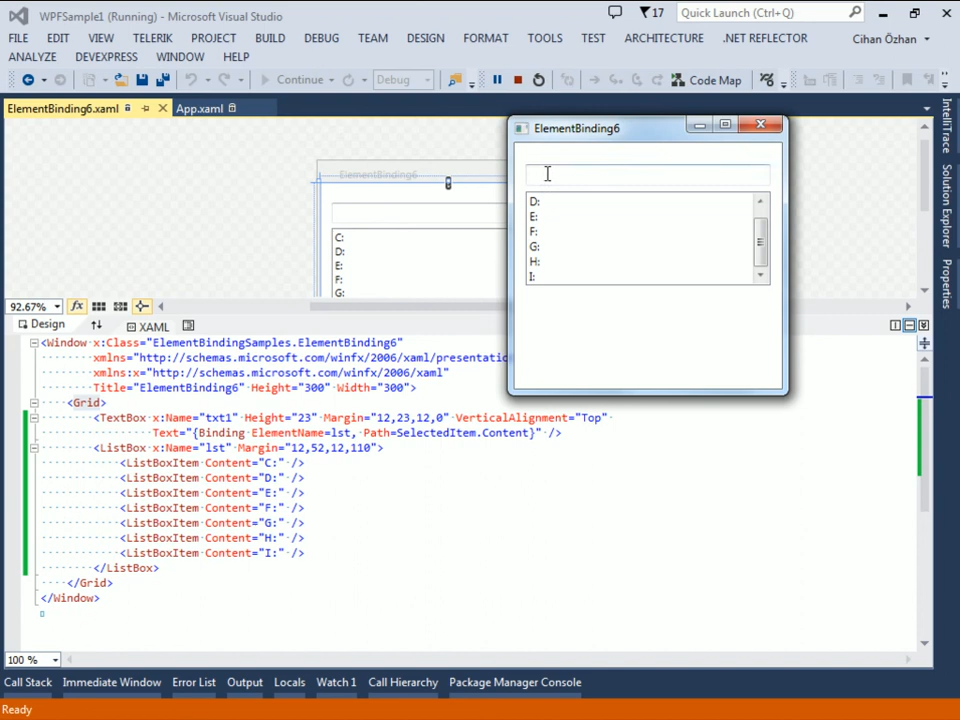 WPFSample1 (Running) - Microsoft Visual Studio
17
Quick Launch (Ctrl+Q)
FILE EDIT VIEW TELERIK PROJECT BUILD DEBUG TEAM DESIGN FORMAT TOOLS TEST ARCHITECTURE .NET REFLECTOR Cihan Özhan
ANALYZE DEVEXPRESS WINDOW HELP
Continue Debug Code Map
ElementBinding6.xaml App.xaml
ElementBinding6
D:
E:
F:
G:
H:
I:
ElementBinding6
C:
D:
E:
F:
G:
IntelliTrace
Solution Explorer
Properties
92.67% fx
Design XAML
<Window x:Class="ElementBindingSamples.ElementBinding6"
xmlns="http://schemas.microsoft.com/winfx/2006/xaml/presentatio
xmlns:x="http://schemas.microsoft.com/winfx/2006/xaml"
Title="ElementBinding6" Height="300" Width="300">
<Grid>
<TextBox x:Name="txt1" Height="23" Margin="12,23,12,0" VerticalAlignment="Top"
Text="{Binding ElementName=lst, Path=SelectedItem.Content}" />
<ListBox x:Name="lst" Margin="12,52,12,110">
<ListBoxItem Content="C:" />
<ListBoxItem Content="D:" />
<ListBoxItem Content="E:" />
<ListBoxItem Content="F:" />
<ListBoxItem Content="G:" />
<ListBoxItem Content="H:" />
<ListBoxItem Content="I:" />
</ListBox>
</Grid>
</Window>
100 %
Call Stack Immediate Window Error List Output Locals Watch 1 Call Hierarchy Package Manager Console
Ready